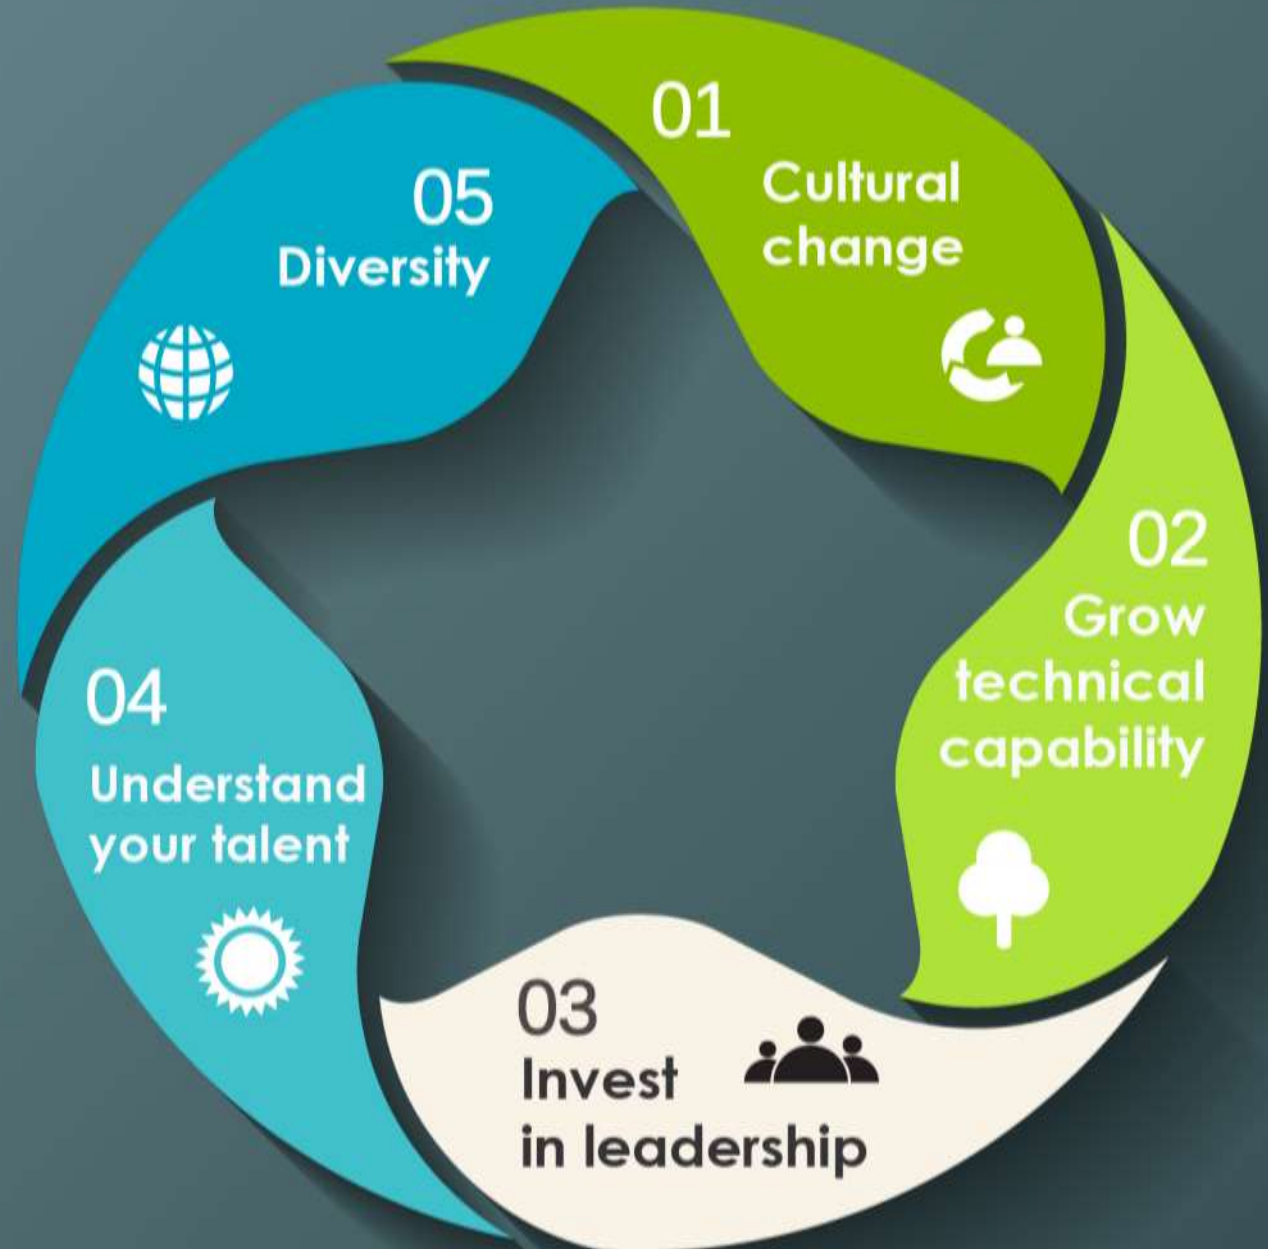 01
Cultural
change
02
Grow
technical
capability
03
Invest
in leadership
04
Understand
your talent
05
Diversity